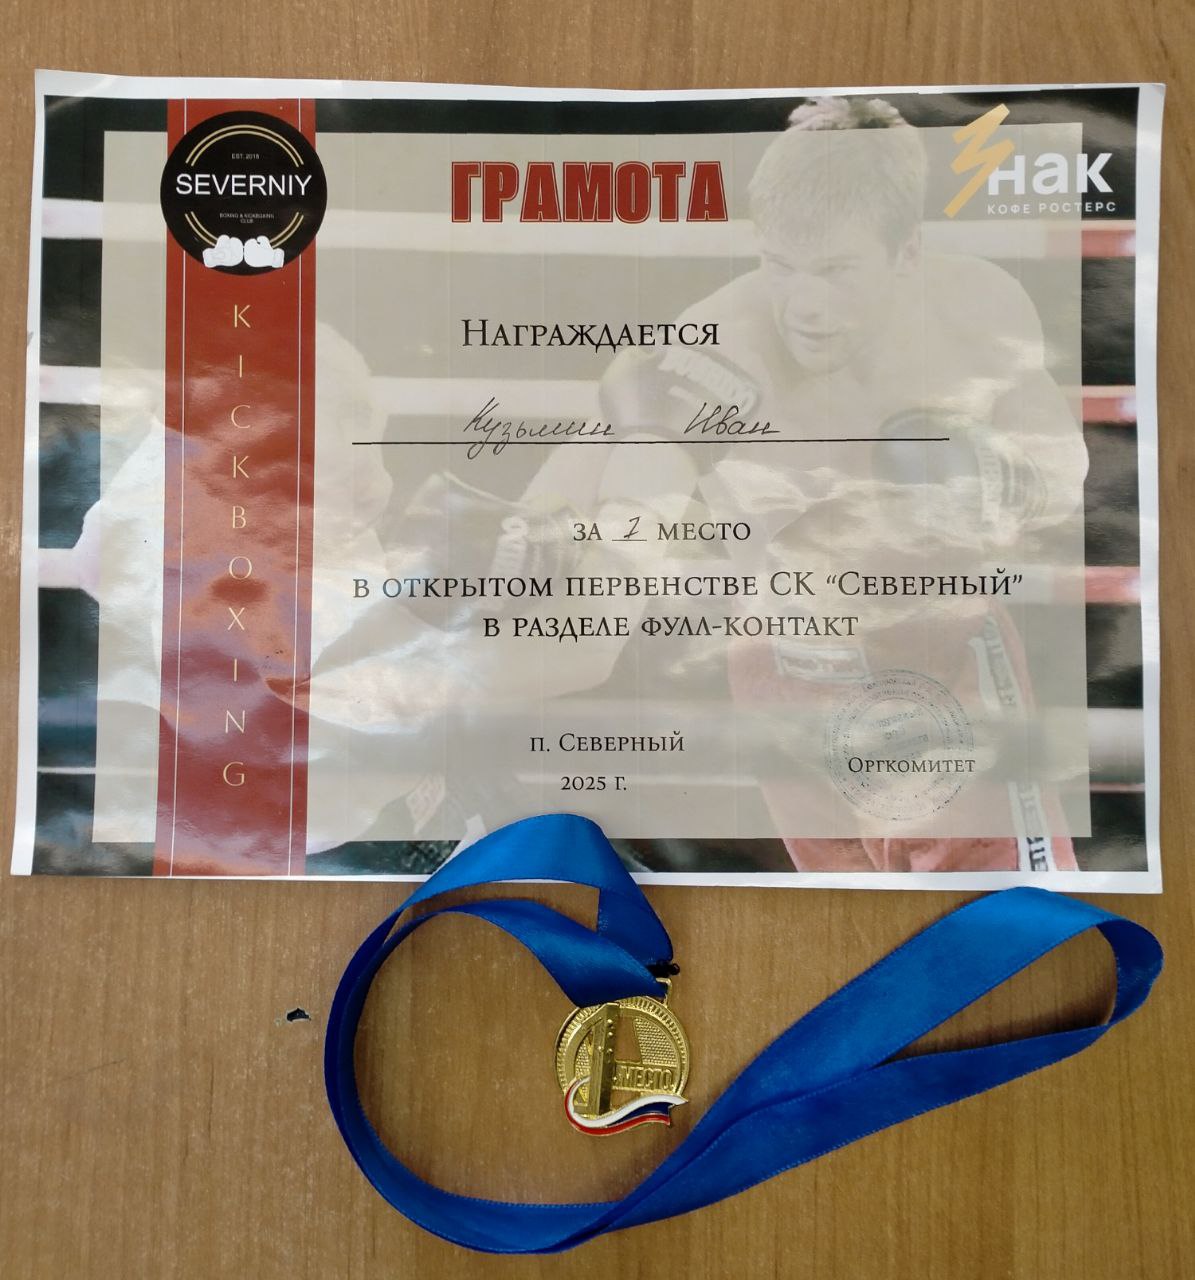 EST. 2018
SEVERNIY
BOXING & KICKBOXING
CLUB
KICKBOXING
ГРАМОТА
Знак
КОФЕ РОСТЕРС
НАГРАЖДАЕТСЯ
Кузьмин Иван
ЗА 1 МЕСТО
В ОТКРЫТОМ ПЕРВЕНСТВЕ СК “СЕВЕРНЫЙ”
В РАЗДЕЛЕ ФУЛЛ-КОНТАКТ
П. СЕВЕРНЫЙ
2025 Г.
ОРГКОМИТЕТ
1
МЕСТО